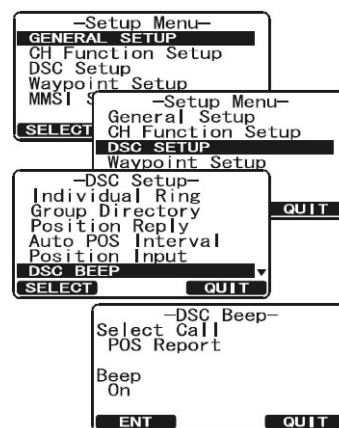 —Setup Menu—
GENERAL SETUP
CH Function Setup
DSC Setup
Waypoint Setup
MMSI S
SELECT
—Setup Menu—
General Setup
CH Function Setup
DSC SETUP
Waypoint Setup
QUIT
—DSC Setup—
Individual Ring
Group Directory
Position Reply
Auto POS Interval
Position Input
DSC BEEP
SELECT QUIT
—DSC Beep—
Select Call
POS Report
Beep
On
ENT QUIT